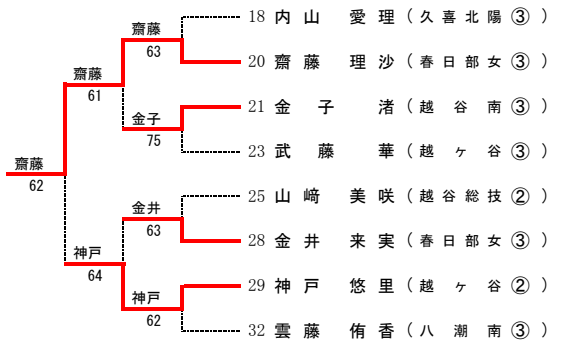 18 内山 愛理 (久喜北陽 ③)
齋藤
63
20 齋藤 理沙 (春日部女 ③)
齋藤
61
21 金子 渚 (越谷南 ③)
金子
75
23 武藤 華 (越ヶ谷 ③)
齋藤
62
25 山﨑 美咲 (越谷総技 ②)
金井
63
28 金井 来実 (春日部女 ③)
神戸
64
29 神戸 悠里 (越ヶ谷 ②)
神戸
62
32 雲藤 侑香 (八潮南 ③)